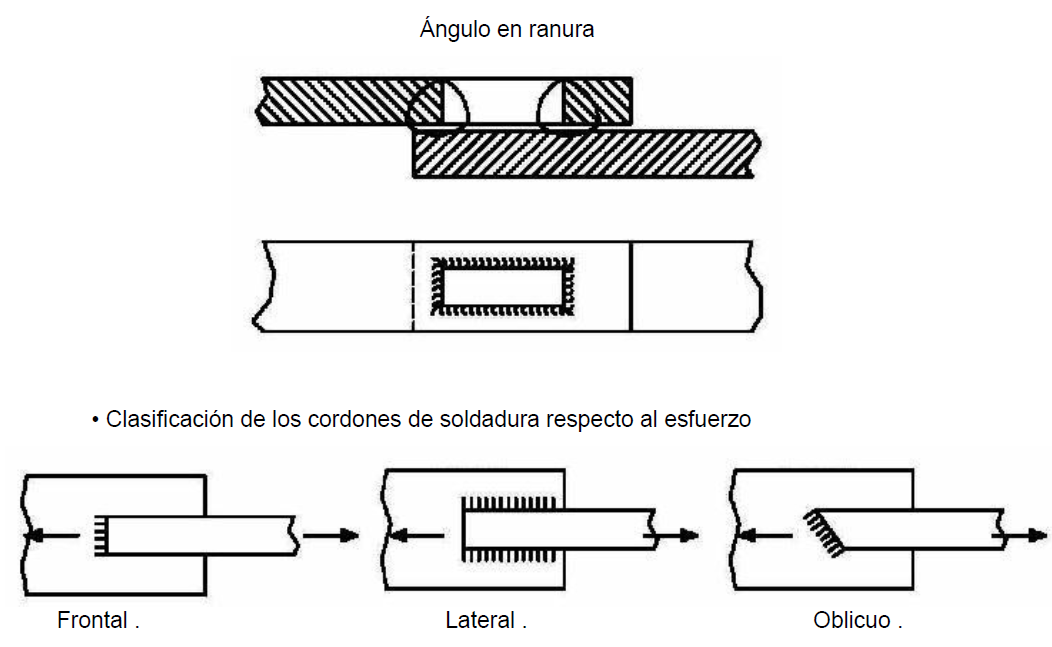 Ángulo en ranura
• Clasificación de los cordones de soldadura respecto al esfuerzo
Frontal .
Lateral .
Oblicuo .